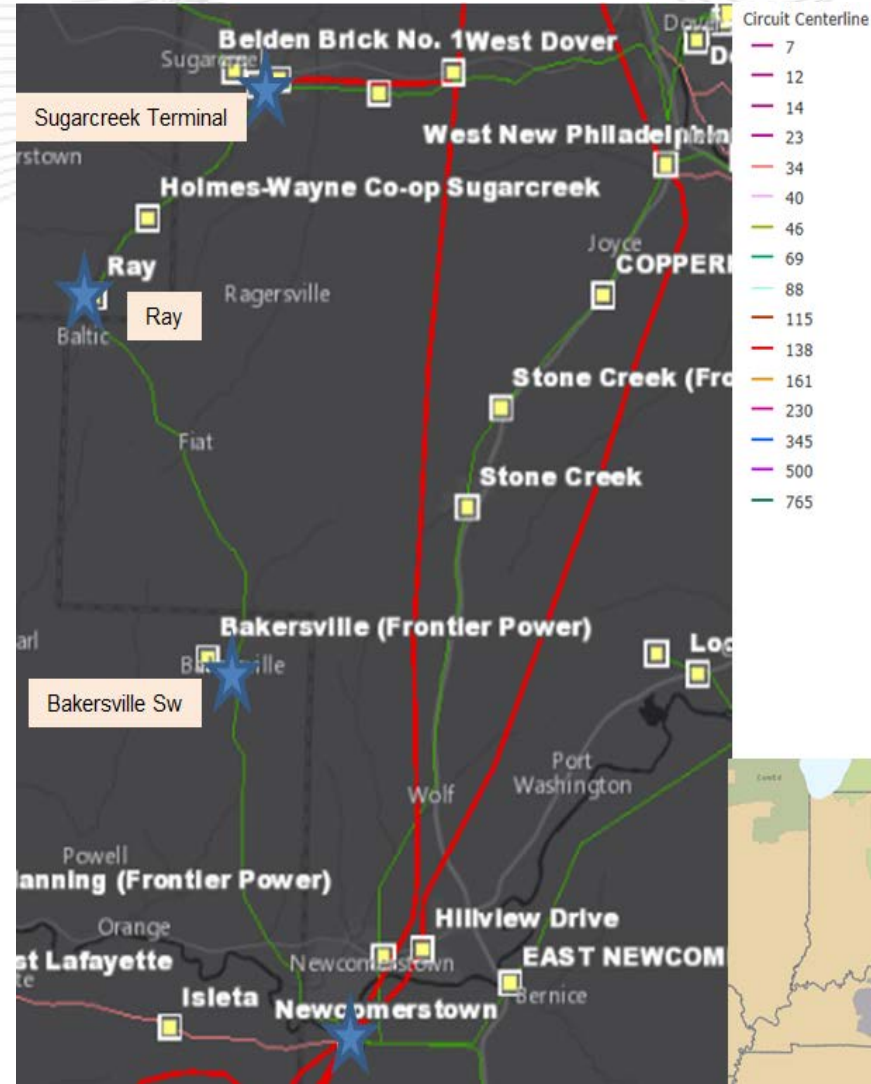 Belden Brick No. 1 West Dover
Sugarcreek Terminal
West New Philadelphia
Holmes-Wayne Co-op Sugarcreek
Joyce
Ray
Ragersville
Ray
Baltic
Stone Creek
Fiat
Stone Creek
Bakersville (Frontier Power)
Bakersville Sw
Port
Washington
Wolf
Powell
(Frontier Power)
Orange
Hillview Drive
Lafayette
Newcomerstown
EAST NEWCOM
Isleta
Newcomerstown
Bernice
Circuit Centerline
7
12
14
23
34
40
46
69
88
115
138
161
230
345
500
765